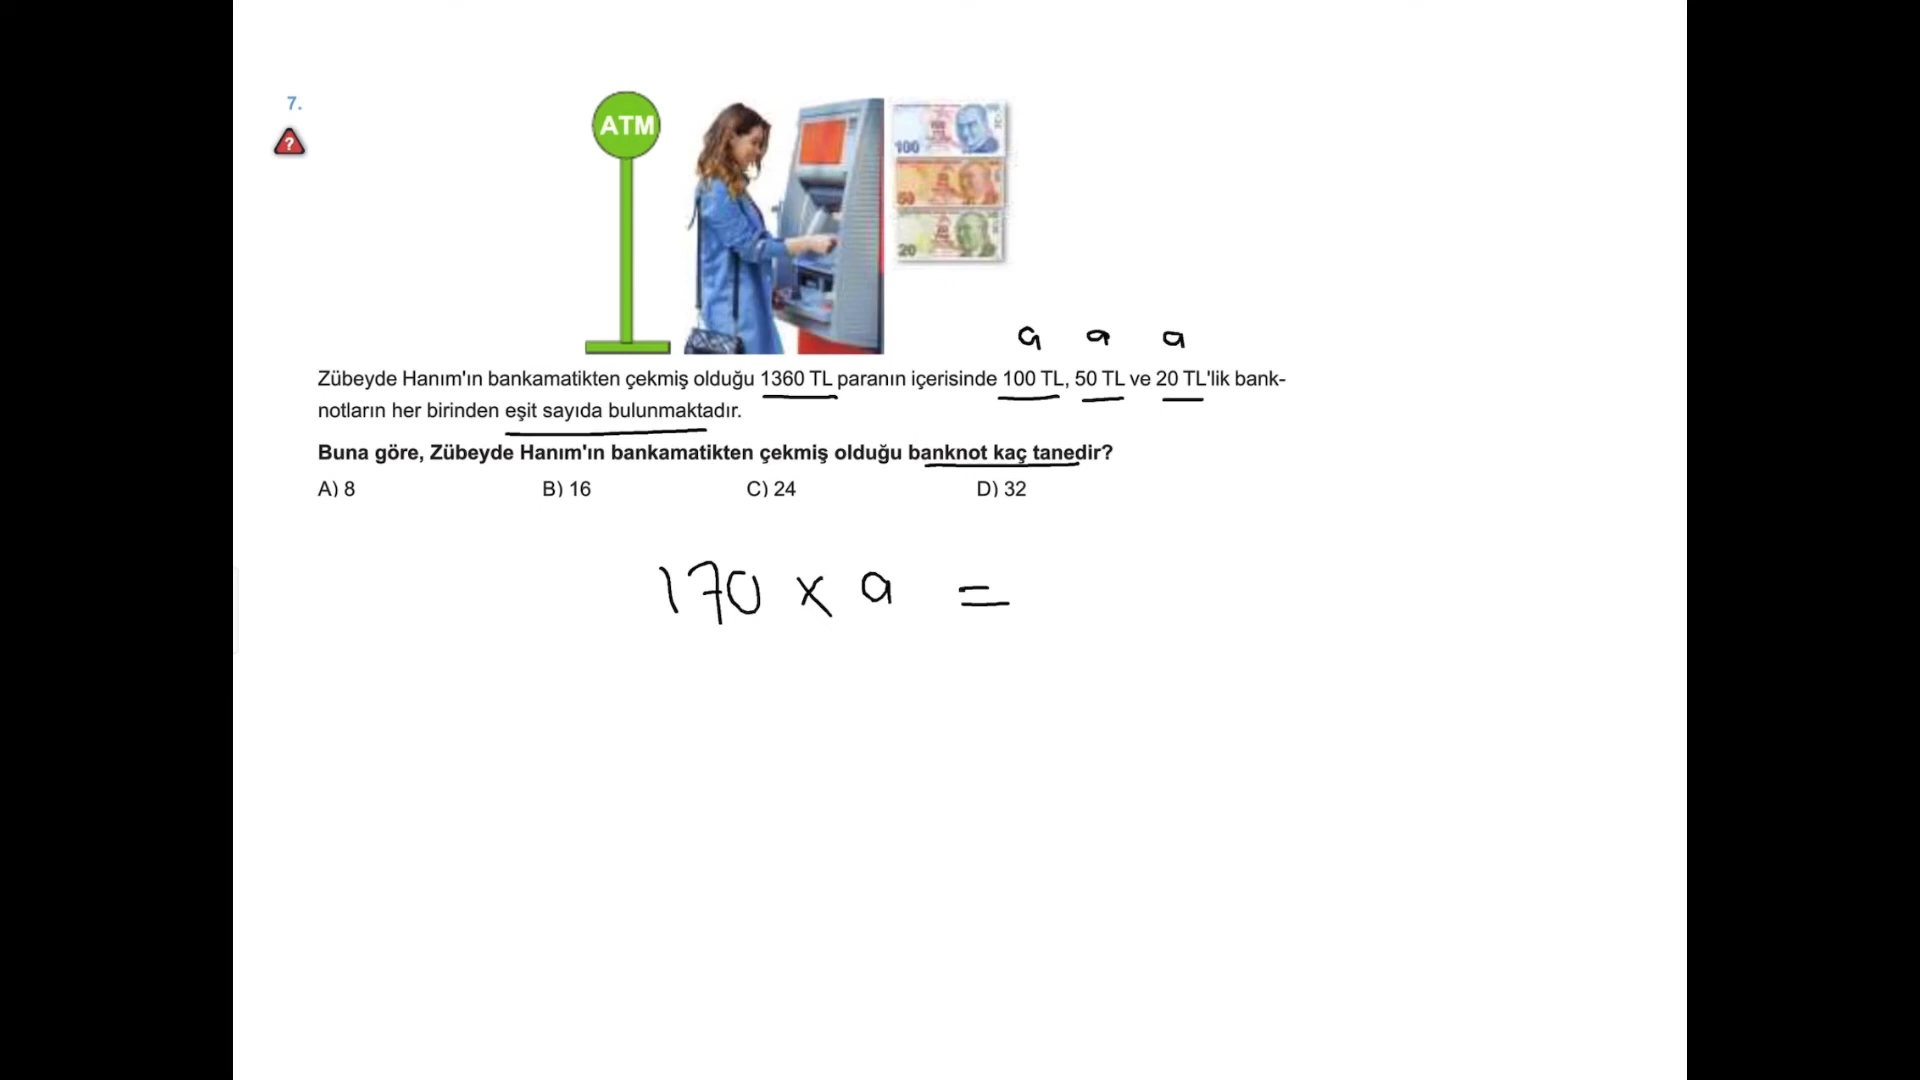 7.
?
ATM
100
50
20
a a a
Zübeyde Hanım'ın bankamatikten çekmiş olduğu 1360 TL paranın içerisinde 100 TL, 50 TL ve 20 TL'lik bank-
notların her birinden eşit sayıda bulunmaktadır.
Buna göre, Zübeyde Hanım'ın bankamatikten çekmiş olduğu banknot kaç tanedir?
A) 8 B) 16 C) 24 D) 32
170 x a =